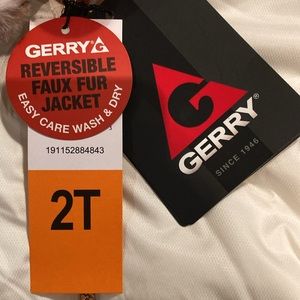 GERRY
REVERSIBLE
FAUX FUR
JACKET
EASY CARE WASH & DRY
191152884843
2T
GERRY
SINCE 1946